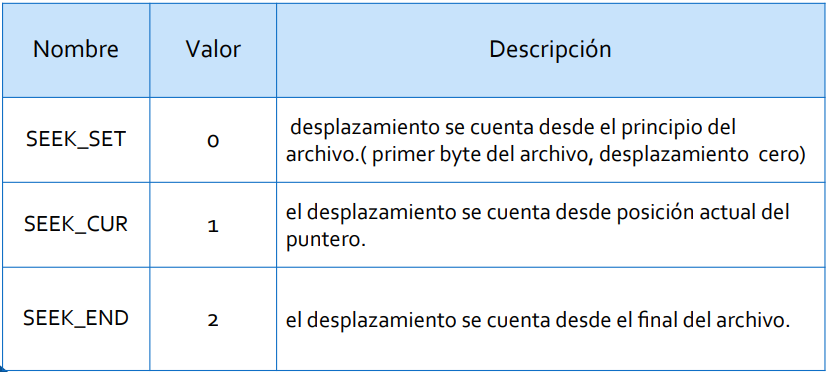 Nombre Valor Descripción
SEEK_SET 0 desplazamiento se cuenta desde el principio del
archivo.( primer byte del archivo, desplazamiento cero)
SEEK_CUR 1 el desplazamiento se cuenta desde posición actual del
puntero.
SEEK_END 2 el desplazamiento se cuenta desde el final del archivo.